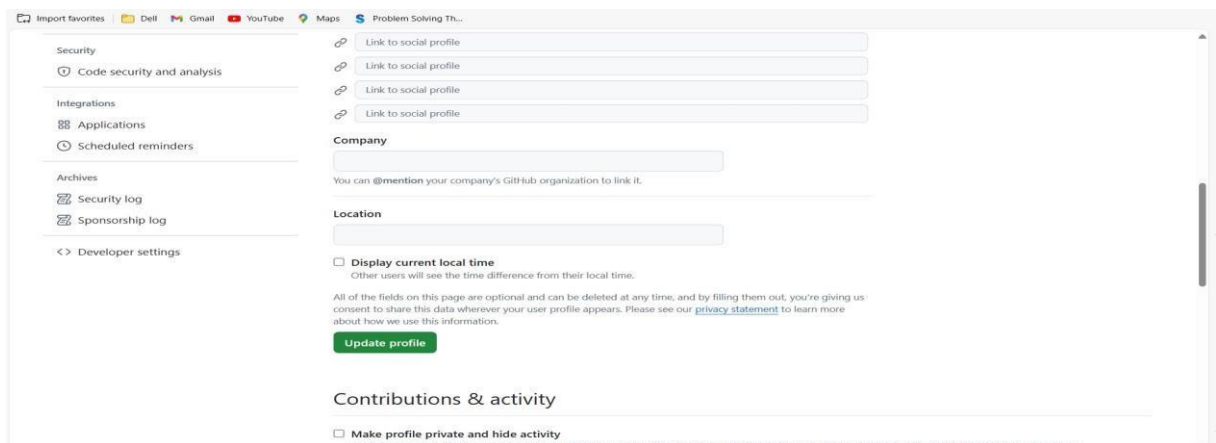 Import favorites Dell Gmail YouTube Maps Problem Solving Th...
Security
Code security and analysis
Integrations
Applications
Scheduled reminders
Archives
Security log
Sponsorship log
Developer settings
Link to social profile
Link to social profile
Link to social profile
Link to social profile
Company
You can @mention your company's GitHub organization to link it.
Location
Display current local time
Other users will see the time difference from their local time.
All of the fields on this page are optional and can be deleted at any time, and by filling them out, you're giving us
consent to share this data wherever your user profile appears. Please see our privacy statement to learn more
about how we use this information.
Update profile
Contributions & activity
Make profile private and hide activity